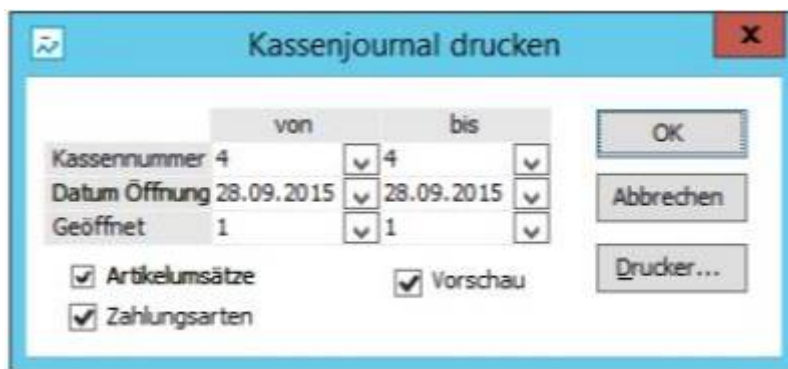 Kassenjournal drucken
von bis
Kassennummer 4 4
Datum Öffnung 28.09.2015 28.09.2015
Geöffnet 1 1
Artikelumsätze Vorschau
Zahlungsarten
OK
Abbrechen
Drucker...